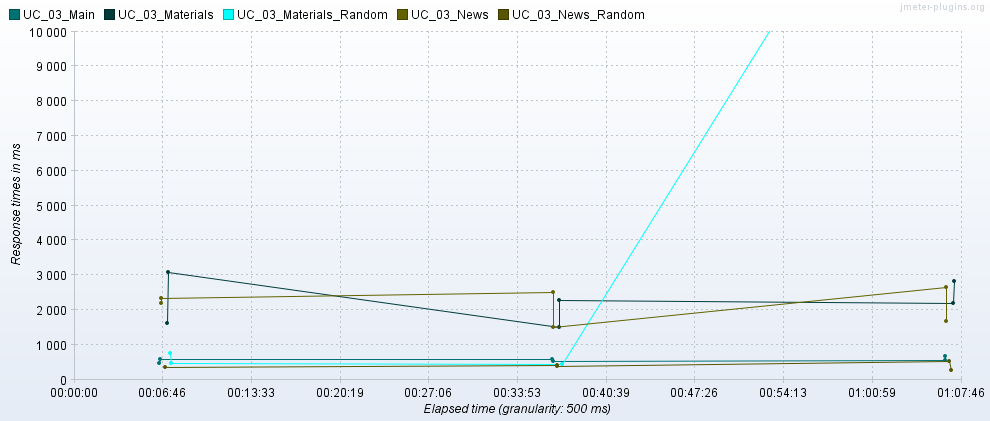 UC_03_Main UC_03_Materials UC_03_Materials_Random UC_03_News UC_03_News_Random
jmeter-plugins.org
10 000
9 000
8 000
7 000
6 000
5 000
4 000
3 000
2 000
1 000
0
Response times in ms
00:00:00 00:06:46 00:13:33 00:20:19 00:27:06 00:33:53 00:40:39 00:47:26 00:54:13 01:00:59 01:07:46
Elapsed time (granularity: 500 ms)